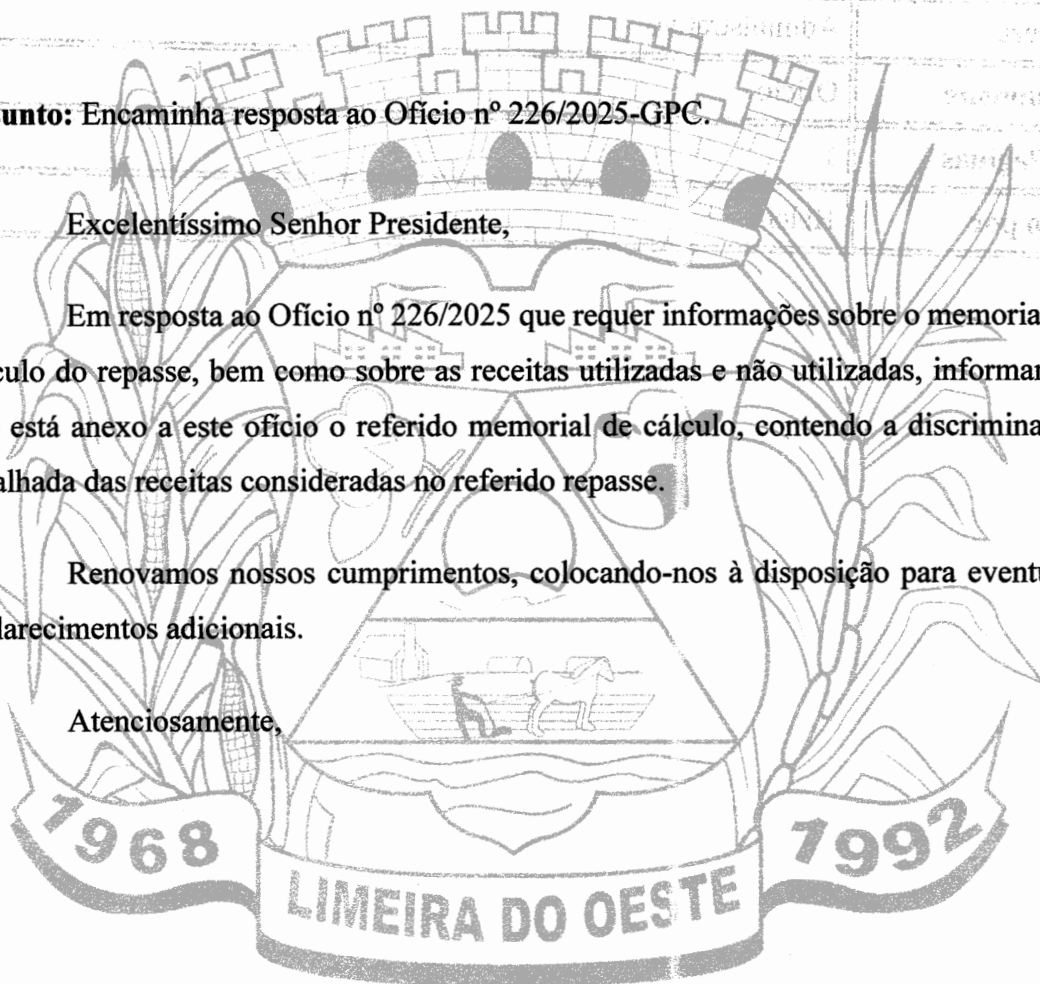 unto: Encaminha resposta ao Ofício nº 226/2025-GPC.
Excelentíssimo Senhor Presidente,
Em resposta ao Ofício nº 226/2025 que requer informações sobre o memoria
culo do repasse, bem como sobre as receitas utilizadas e não utilizadas, informar
está anexo a este ofício o referido memorial de cálculo, contendo a discrimina
alhada das receitas consideradas no referido repasse.
Renovamos nossos cumprimentos, colocando-nos à disposição para eventu
larecimentos adicionais.
Atenciosamente,
1968
1992
LIMEIRA DO OESTE